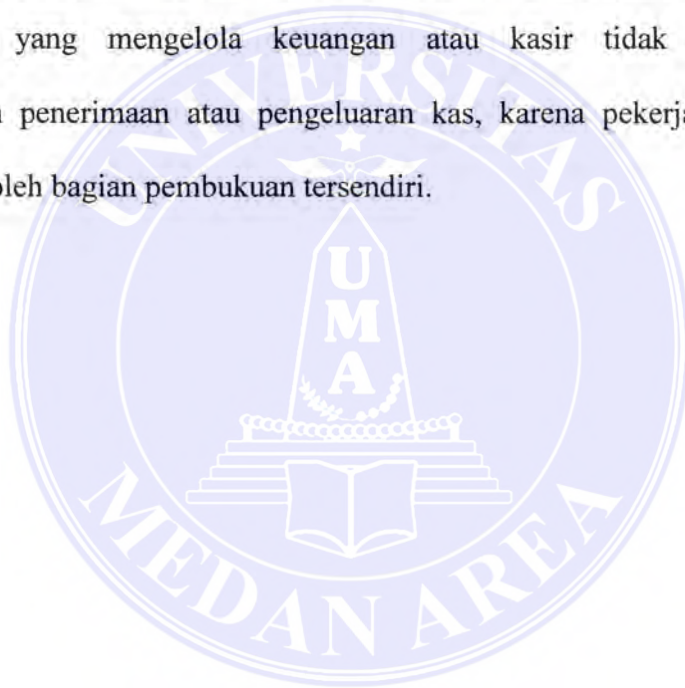 yang mengelola keuangan atau kasir tidak
penerimaan atau pengeluaran kas, karena
oleh bagian pembukuan tersendiri.
UNIVERSITAS
UMA
MEDAN AREA